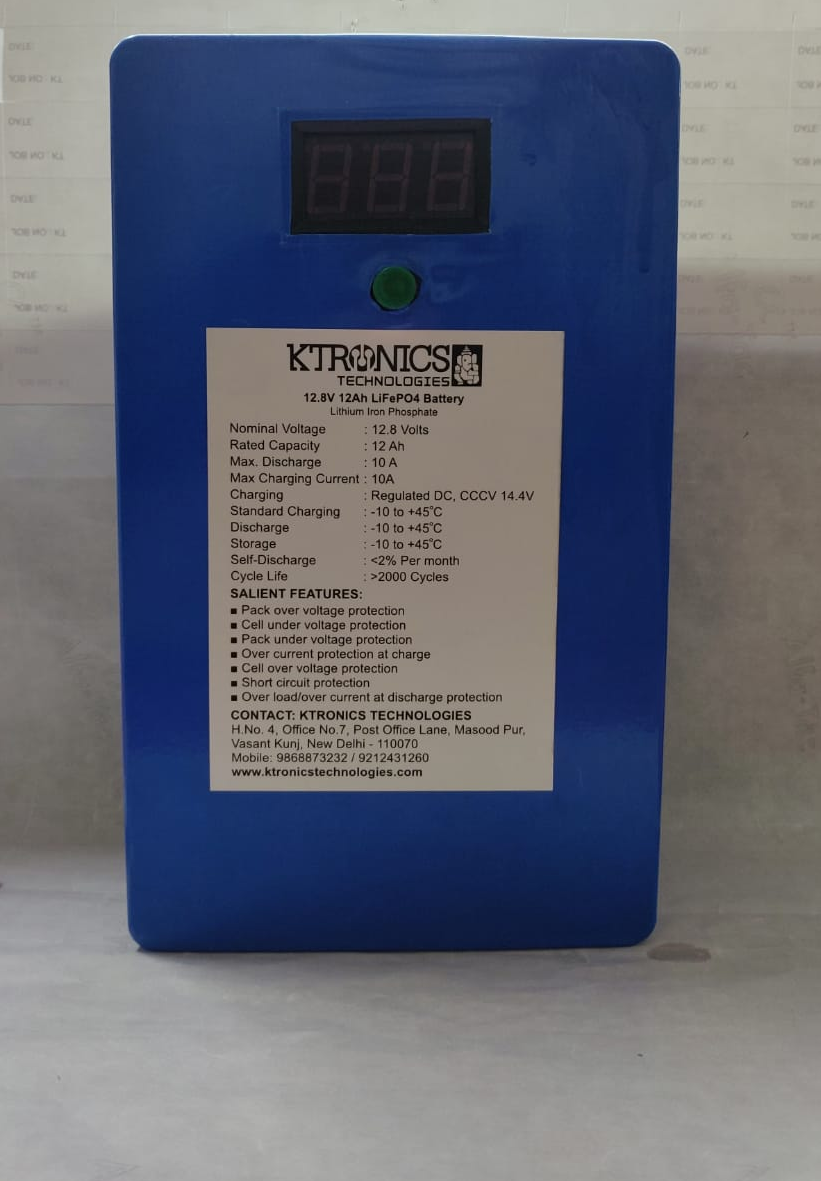 KTRONICS
TECHNOLOGIES
12.8V 12Ah LiFePO4 Battery
Lithium Iron Phosphate
Nominal Voltage : 12.8 Volts
Rated Capacity : 12 Ah
Max. Discharge : 10 A
Max Charging Current : 10A
Charging : Regulated DC, CCCV 14.4V
Standard Charging : -10 to +45°C
Discharge : -10 to +45°C
Storage : -10 to +45°C
Self-Discharge : <2% Per month
Cycle Life : >2000 Cycles
SALIENT FEATURES:
■ Pack over voltage protection
■ Cell under voltage protection
■ Pack under voltage protection
■ Over current protection at charge
■ Cell over voltage protection
■ Short circuit protection
■ Over load/over current at discharge protection
CONTACT: KTRONICS TECHNOLOGIES
H.No. 4, Office No.7, Post Office Lane, Masood Pur,
Vasant Kunj, New Delhi - 110070
Mobile: 9868873232 / 9212431260
www.ktronicstechnologies.com